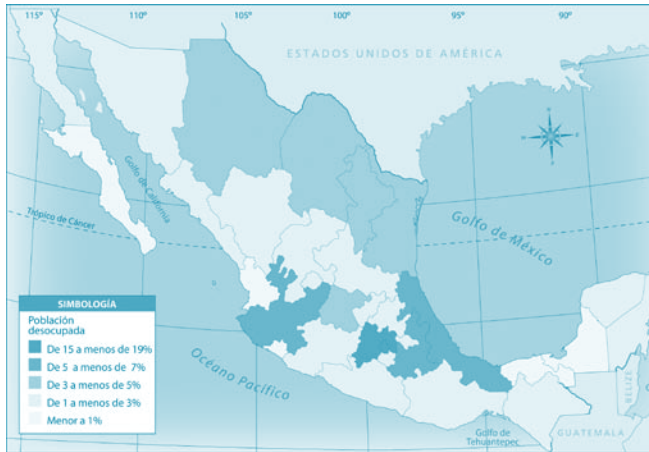 115°
105°
100°
95°
90°
ESTADOS UNIDOS DE AMÉRICA
Golfo de California
Trópico de Cáncer
Golfo de México
SIMBOLOGÍA
Población
desocupada
De 15 a menos de 19%
De 5 a menos de 7%
De 3 a menos de 5%
De 1 a menos de 3%
Menor a 1%
Océano Pacífico
Golfo de
Tehuantepec
BELIZE
GUATEMALA